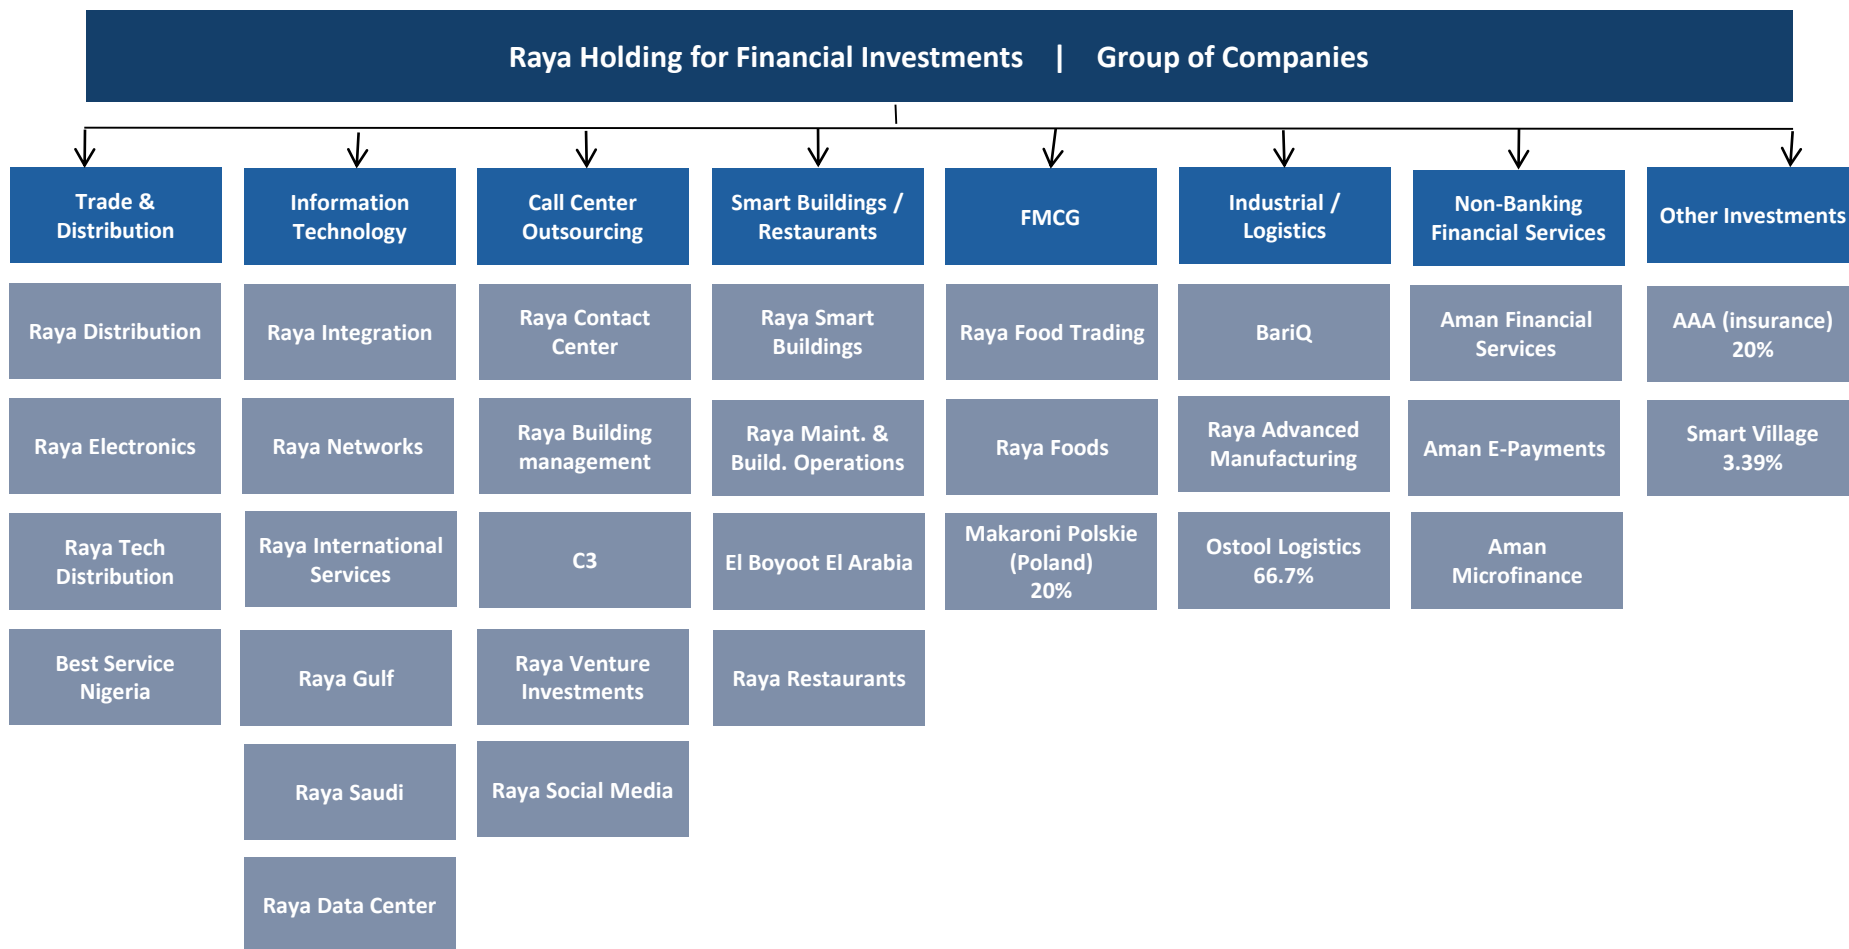 Raya Holding for Financial Investments | Group of Companies
Trade &
Distribution
Raya Distribution
Raya Electronics
Raya Tech
Distribution
Best Service
Nigeria
Information
Technology
Raya Integration
Raya Networks
Raya International
Services
Raya Gulf
Raya Saudi
Raya Data Center
Call Center
Outsourcing
Raya Contact
Center
Raya Building
management
C3
Raya Venture
Investments
Raya Social Media
Smart Buildings /
Restaurants
Raya Smart
Buildings
Raya Maint. &
Build. Operations
El Boyoot El Arabia
Raya Restaurants
FMCG
Raya Food Trading
Raya Foods
Makaroni Polskie
(Poland)
20%
Industrial /
Logistics
BariQ
Raya Advanced
Manufacturing
Ostool Logistics
66.7%
Non-Banking
Financial Services
Aman Financial
Services
Aman E-Payments
Aman
Microfinance
Other Investments
AAA (insurance)
20%
Smart Village
3.39%